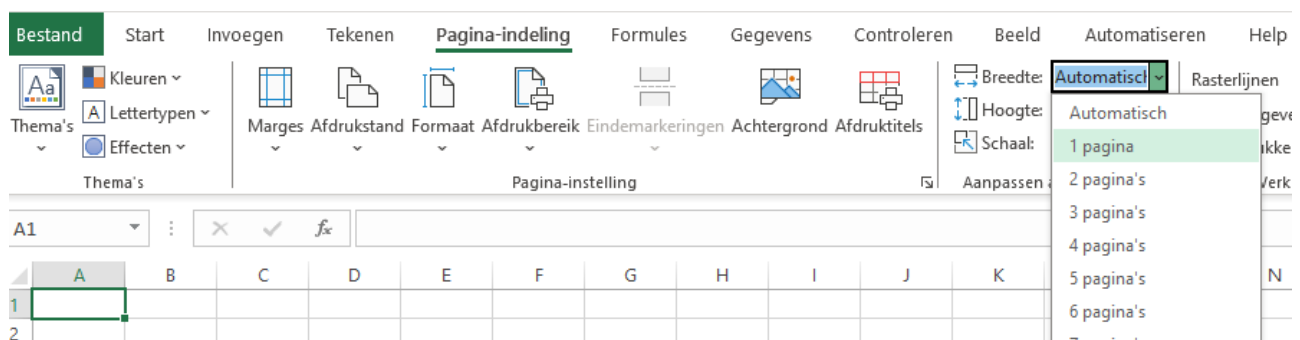 Bestand Start Invoegen Tekenen Pagina-indeling Formules Gegevens Controleren Beeld Automatiseren Help
Aa Kleuren Breedte: Automatisch Rasterlijnen
A Lettertypen Hoogte: Automatisch
Thema's Marges Afdrukstand Formaat Afdrukbereik Eindemarkeringen Achtergrond Afdruktitels
Effecten Schaal: 1 pagina
Thema's Pagina-instelling Aanpassen 2 pagina's
3 pagina's
A1 fx
4 pagina's
A B C D E F G H I J K N
5 pagina's
1
6 pagina's
2